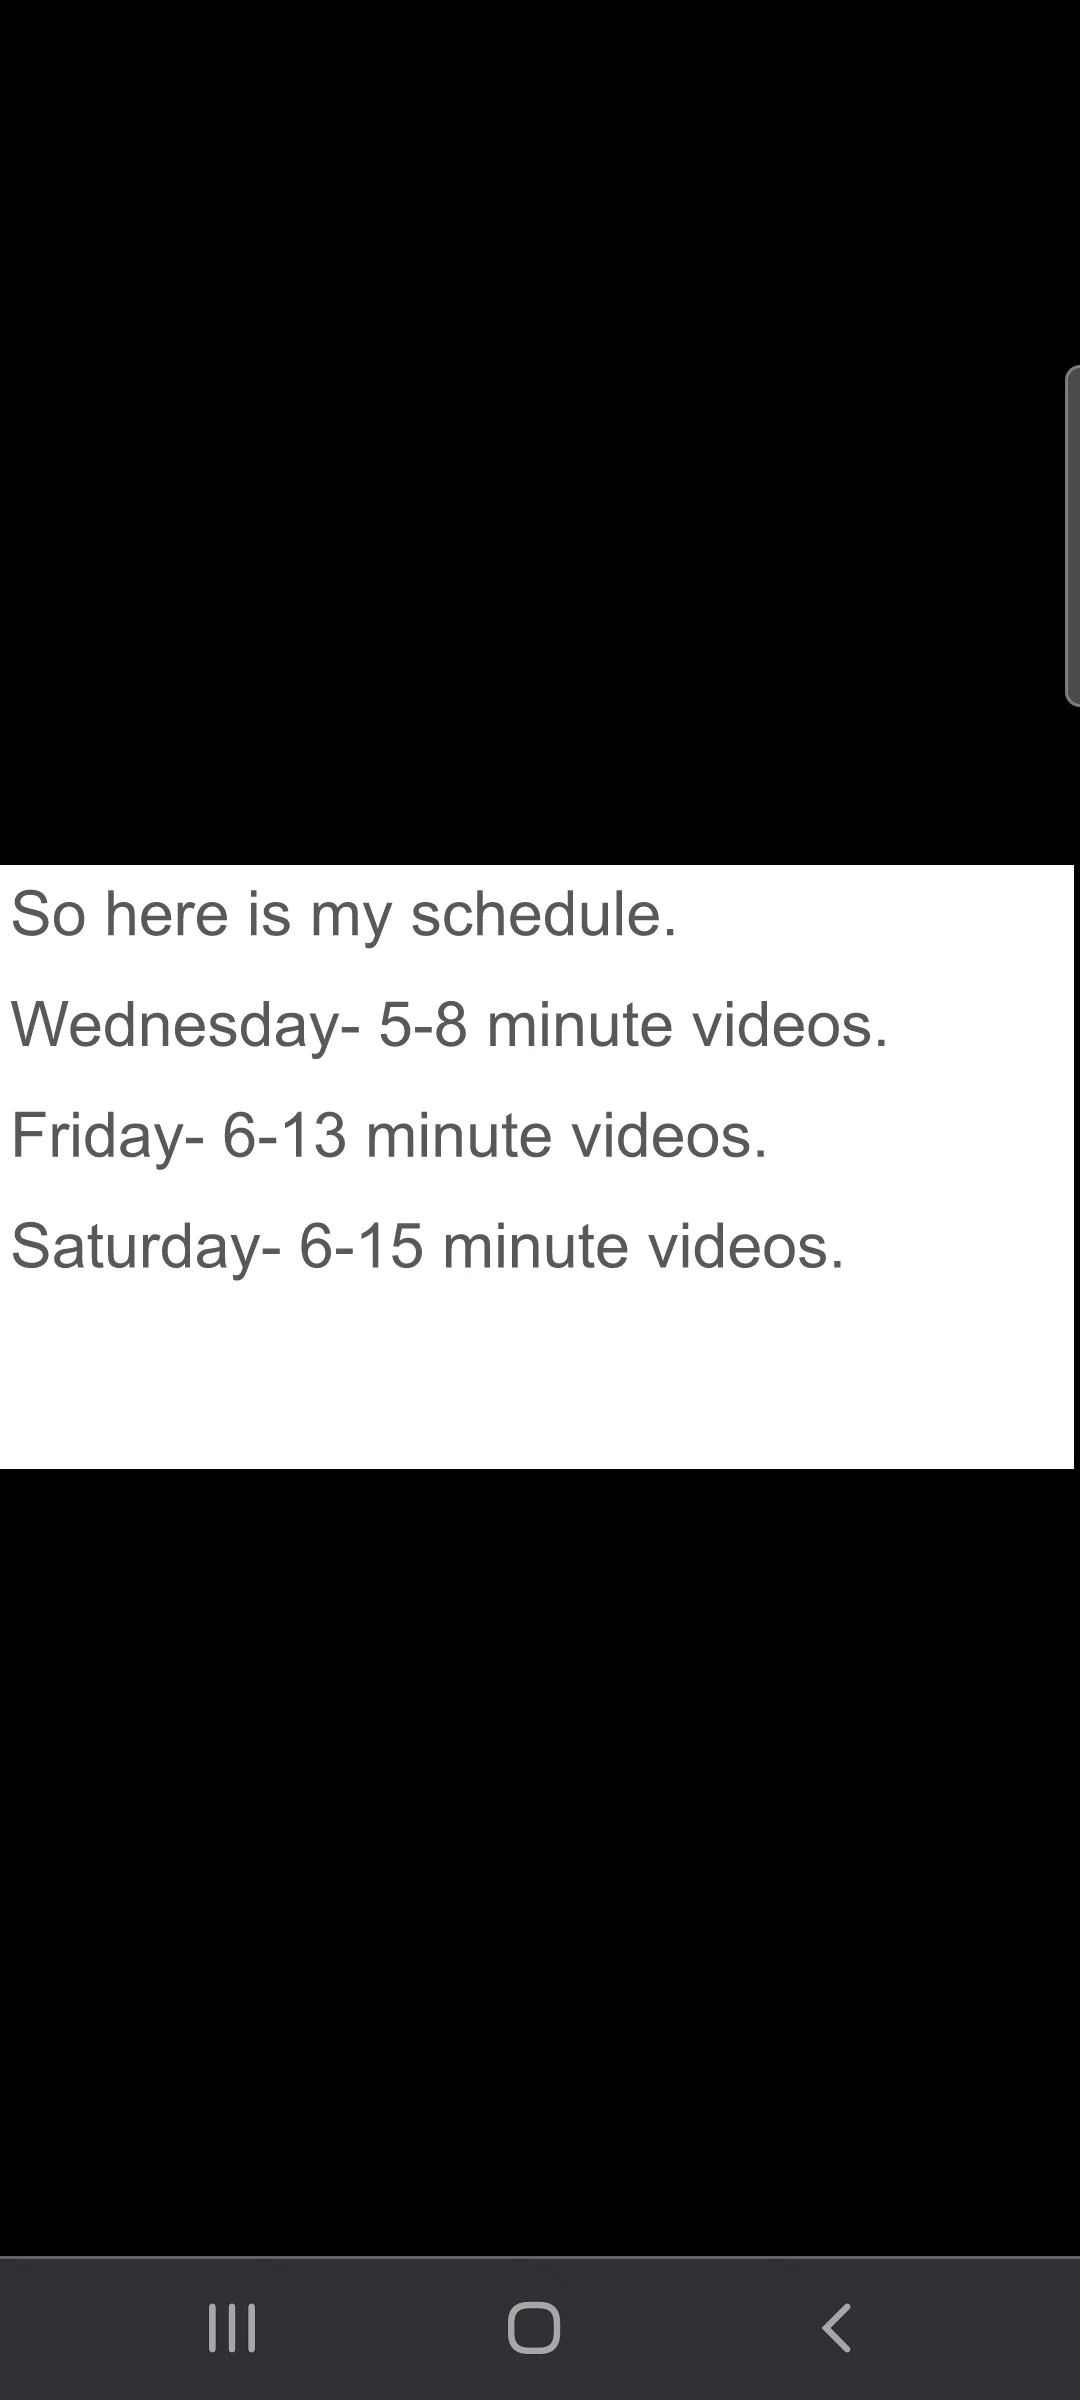 So here is my schedule.
Wednesday- 5-8 minute videos.
Friday- 6-13 minute videos.
Saturday- 6-15 minute videos.